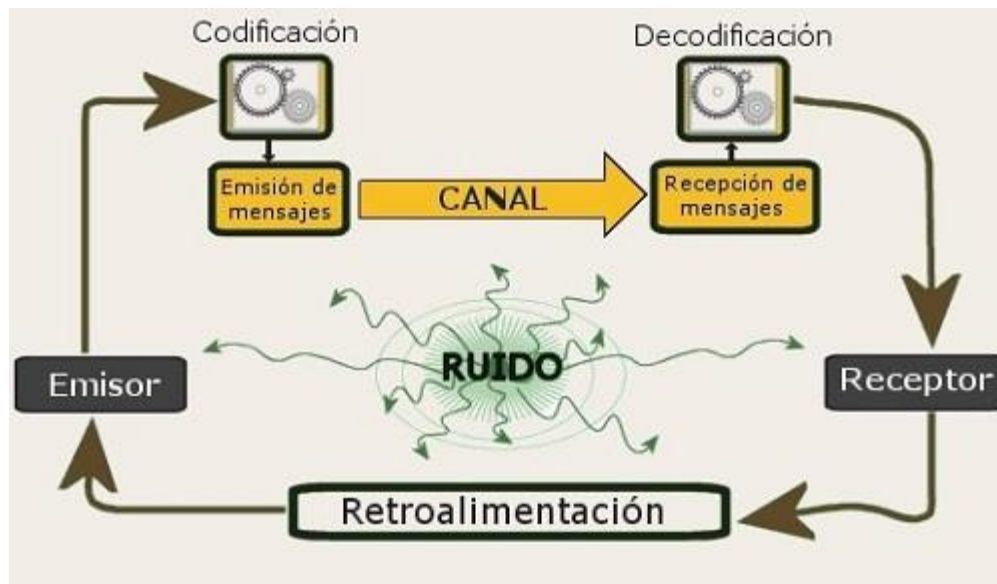 Codificación
Decodificación
Emisión de
mensajes
CANAL
Recepción de
mensajes
RUIDO
Emisor
Receptor
Retroalimentación